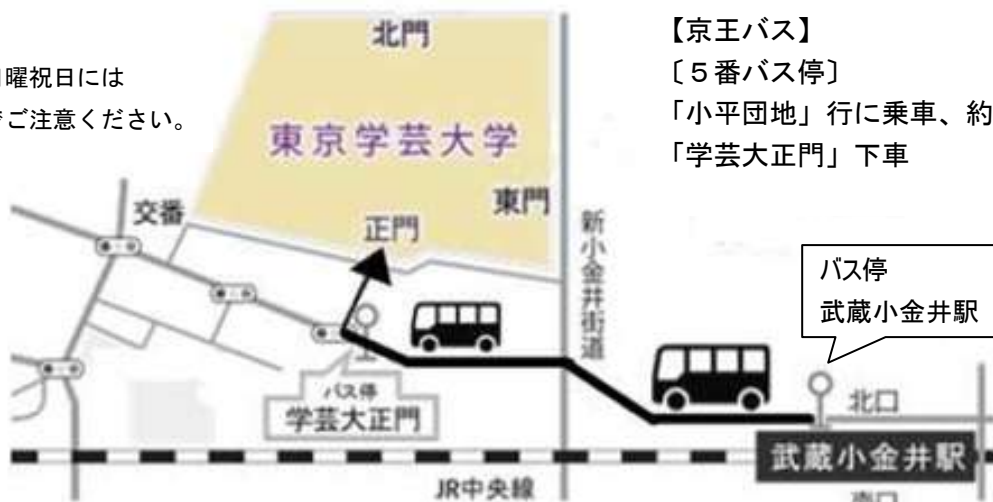 曜祝日には
ご注意ください。
【京王バス】
〔５番バス停〕
「小平団地」行に乗車、約
「学芸大正門」下車
北門
東京学芸大学
東門
正門
交番
新小金井街道
バス停
武蔵小金井駅
バス停
学芸大正門
北口
武蔵小金井駅
JR中央線